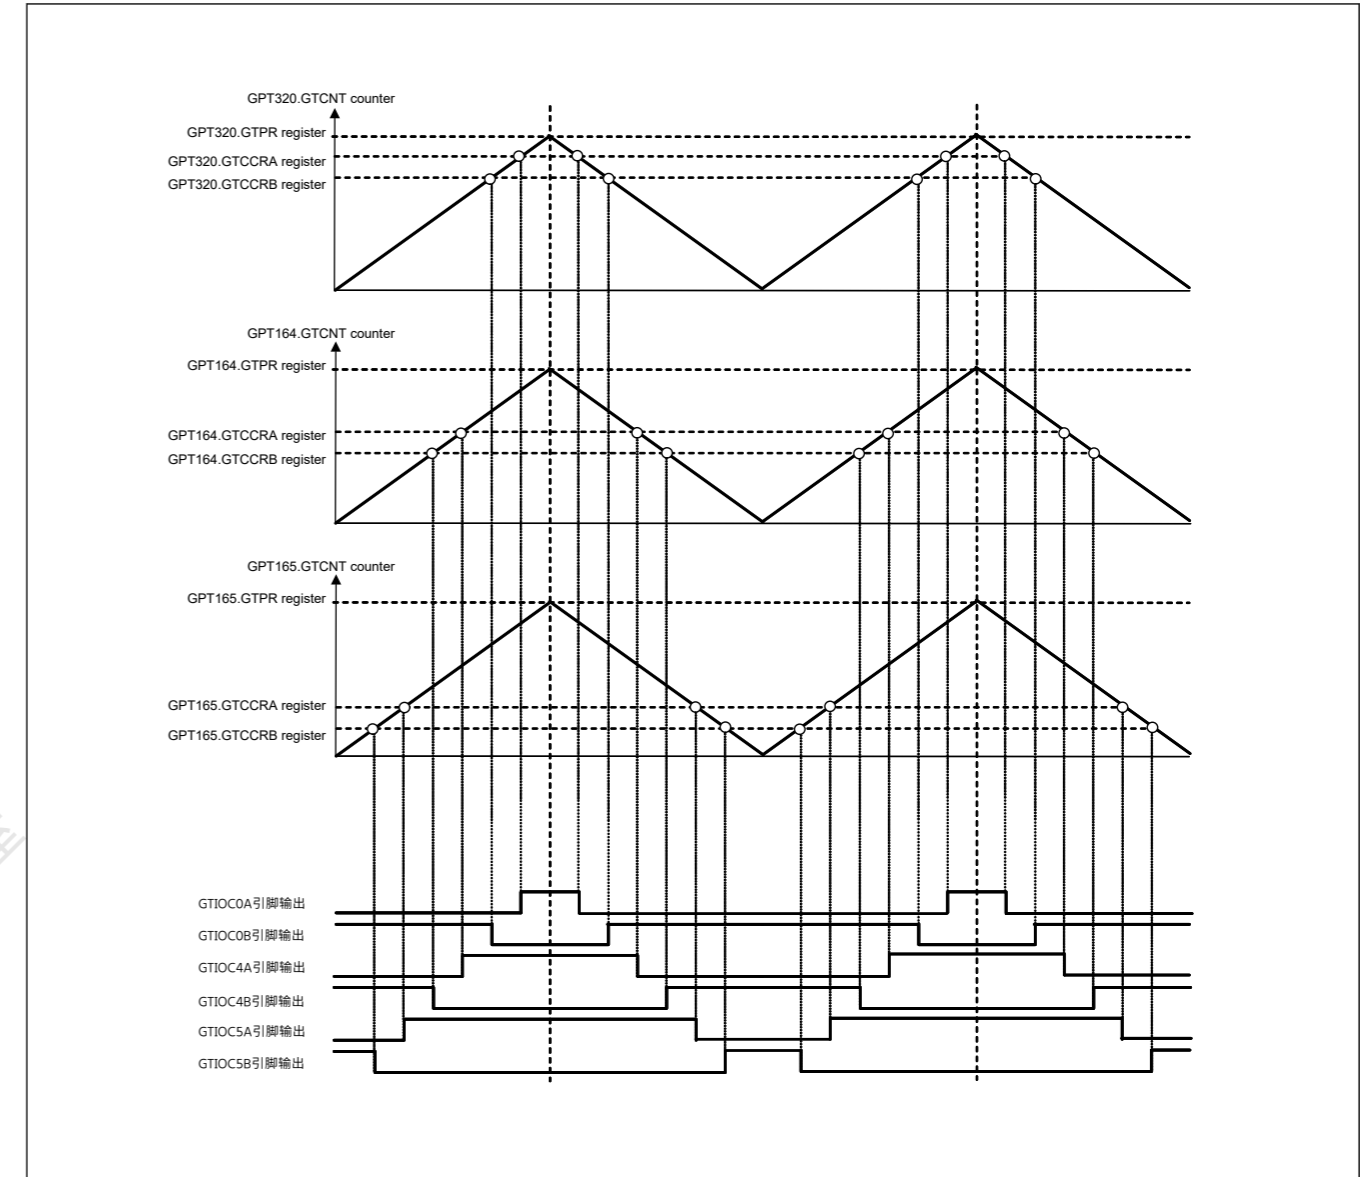 GPT320.GTCNT counter
GPT320.GTPR register
GPT320.GTCCRA register
GPT320.GTCCRB register
GPT164.GTCNT counter
GPT164.GTPR register
GPT164.GTCCRA register
GPT164.GTCCRB register
GPT165.GTCNT counter
GPT165.GTPR register
GPT165.GTCCRA register
GPT165.GTCCRB register
GTIOC0A引脚输出
GTIOC0B引脚输出
GTIOC4A引脚输出
GTIOC4B引脚输出
GTIOC5A引脚输出
GTIOC5B引脚输出